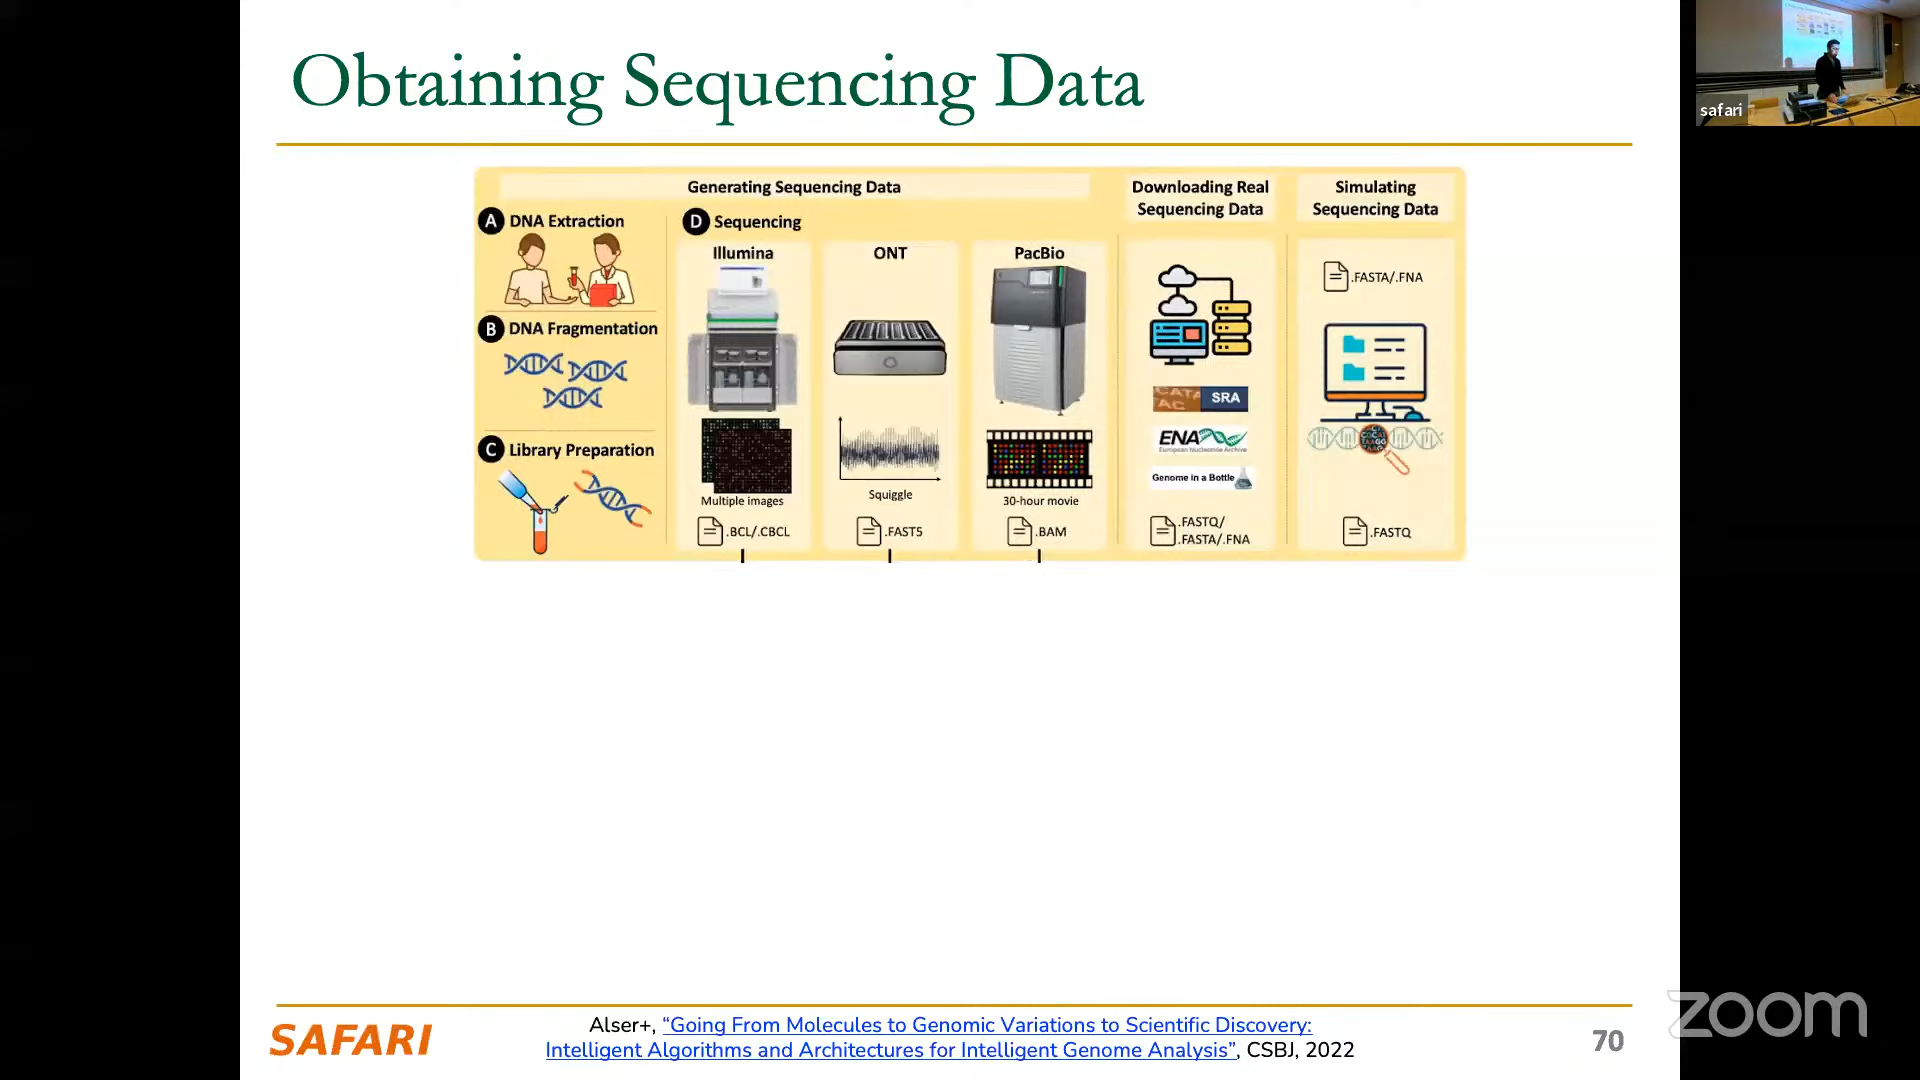 Obtaining Sequencing Data
safari
Generating Sequencing Data
Downloading Real
Sequencing Data
Simulating
Sequencing Data
A DNA Extraction
B DNA Fragmentation
C Library Preparation
D Sequencing
Illumina
Multiple images
.BCL/.CBCL
ONT
Squiggle
.FAST5
PacBio
30-hour movie
.BAM
SRA
ENA
European Nucleotide Archive
Genome in a Bottle
.FASTQ/
.FASTA/.FNA
.FASTA/.FNA
.FASTQ
SAFARI
Alser+, “Going From Molecules to Genomic Variations to Scientific Discovery:
Intelligent Algorithms and Architectures for Intelligent Genome Analysis”, CSBJ, 2022
70
zoom